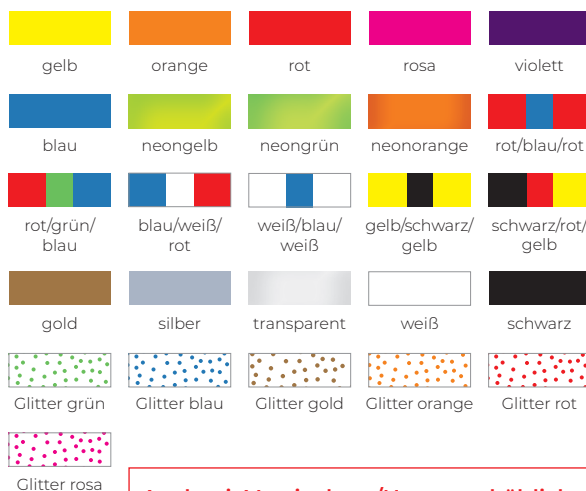 gelb orange rot rosa violett
blau neongelb neongrün neonorange rot/blau/rot
rot/grün/ blau/weiß/ weiß/blau/ gelb/schwarz/ schwarz/rot/
blau rot weiß gelb gelb
gold silber transparent weiß schwarz
Glitter grün Glitter blau Glitter gold Glitter orange Glitter rot
Glitter rosa